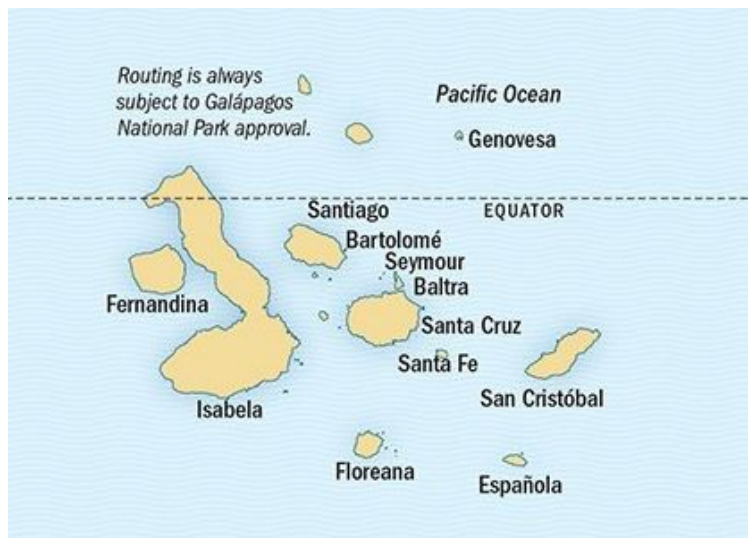 Routing is always
subject to Galápagos
National Park approval.
Pacific Ocean
Genovesa
Santiago
EQUATOR
Bartolomé
Seymour
Baltra
Fernandina
Santa Cruz
Santa Fe
San Cristóbal
Isabela
Floreana
Española